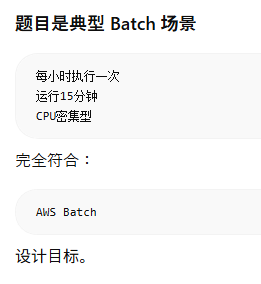 题目是典型 Batch 场景
每小时执行一次
运行15分钟
CPU密集型
完全符合：
AWS Batch
设计目标。